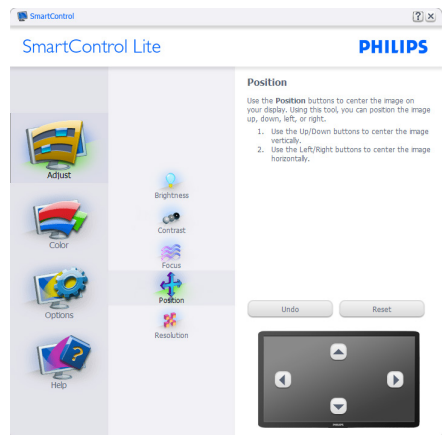 SmartControl
SmartControl Lite
PHILIPS
Adjust
Color
Options
Help
Brightness
Contrast
Focus
Position
Resolution
Position
Use the Position buttons to center the image on
your display. Using this tool, you can position the image
up, down, left, or right.
1. Use the Up/Down buttons to center the image
vertically.
2. Use the Left/Right buttons to center the image
horizontally.
Undo
Reset
PHILIPS